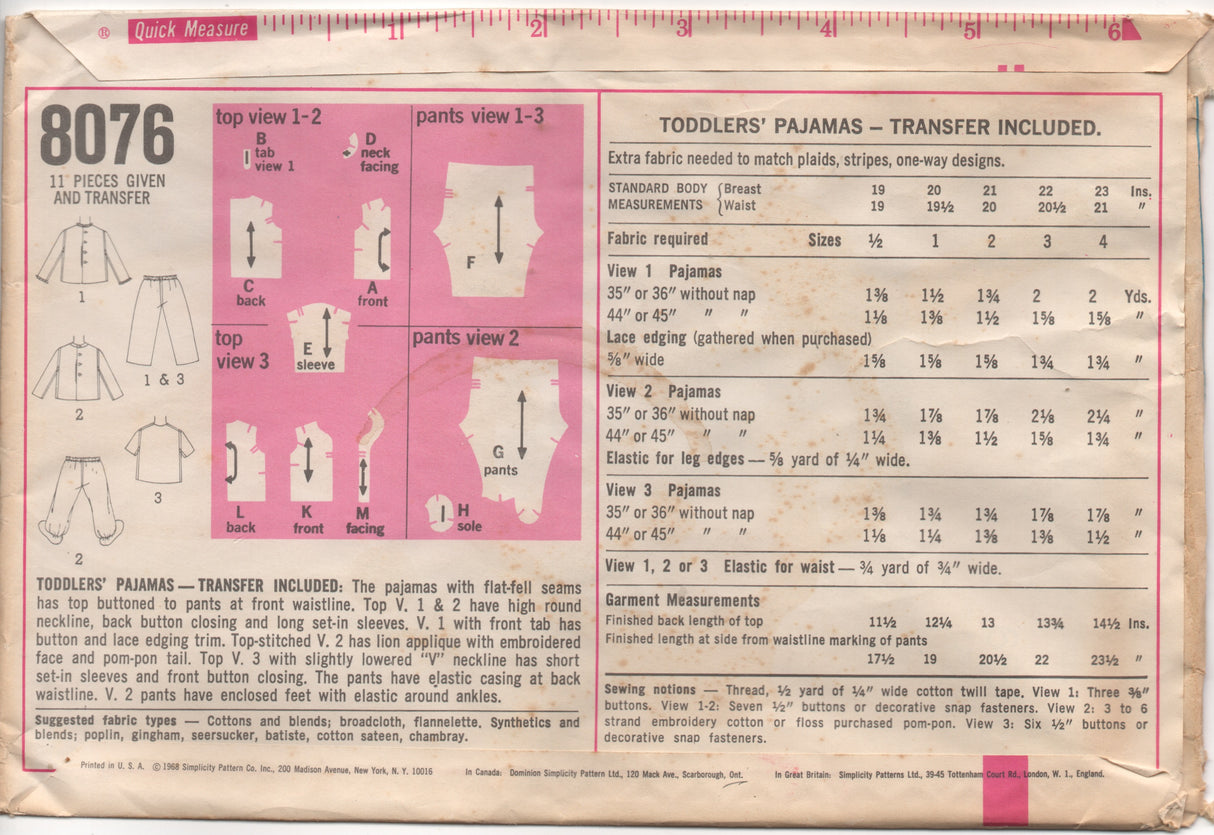 ® Quick Measure 1 2 3 4 5 6
8076
11 PIECES GIVEN
AND TRANSFER
1
1 & 3
2
3
2
top view 1-2
B
tab
view 1
D
neck
facing
C
back
A
front
pants view 1-3
F
top
view 3
E
sleeve
L
back
K
front
M
facing
pants view 2
G
pants
H
sole
TODDLERS' PAJAMAS — TRANSFER INCLUDED: The pajamas with flat-fell seams
has top buttoned to pants at front waistline. Top V. 1 & 2 have high round
neckline, back button closing and long set-in sleeves. V. 1 with front tab has
button and lace edging trim. Top-stitched V. 2 has lion applique with embroidered
face and pom-pon tail. Top V. 3 with slightly lowered "V" neckline has short
set-in sleeves and front button closing. The pants have elastic casing at back
waistline. V. 2 pants have enclosed feet with elastic around ankles.
Suggested fabric types — Cottons and blends; broadcloth, flannelette. Synthetics and
blends; poplin, gingham, seersucker, batiste, cotton sateen, chambray.
TODDLERS' PAJAMAS — TRANSFER INCLUDED.
Extra fabric needed to match plaids, stripes, one-way designs.
STANDARD BODY { Breast 19 20 21 22 23 Ins.
MEASUREMENTS { Waist 19 19½ 20 20½ 21 "
Fabric required Sizes ½ 1 2 3 4
View 1 Pajamas
35" or 36" without nap 1⅜ 1½ 1¾ 2 2 Yds.
44" or 45" " " 1⅛ 1⅜ 1½ 1⅝ 1⅝ "
Lace edging (gathered when purchased)
⅝" wide 1⅝ 1⅝ 1⅝ 1¾ 1¾ "
View 2 Pajamas
35" or 36" without nap 1¾ 1⅞ 1⅞ 2⅛ 2¼ "
44" or 45" " " 1¼ 1⅜ 1½ 1⅝ 1¾ "
Elastic for leg edges — ⅝ yard of ¼" wide.
View 3 Pajamas
35" or 36" without nap 1⅜ 1¾ 1¾ 1⅞ 1⅞ "
44" or 45" " " 1⅛ 1¼ 1⅜ 1⅜ 1½ "
View 1, 2 or 3 Elastic for waist — ¾ yard of ¾" wide.
Garment Measurements
Finished back length of top 11½ 12¼ 13 13¾ 14½ Ins.
Finished length at side from waistline marking of pants
17½ 19 20½ 22 23½ "
Sewing notions — Thread, ½ yard of ¼" wide cotton twill tape. View 1: Three ⅜"
buttons. View 1-2: Seven ½" buttons or decorative snap fasteners. View 2: 3 to 6
strand embroidery cotton or floss purchased pom-pon. View 3: Six ½" buttons or
decorative snap fasteners.
Printed in U. S. A. © 1968 Simplicity Pattern Co. Inc., 200 Madison Avenue, New York, N. Y. 10016 In Canada: Dominion Simplicity Pattern Ltd., 120 Mack Ave., Scarborough, Ont. In Great Britain: Simplicity Patterns Ltd., 39-45 Tottenham Court Rd., London, W. 1., England.